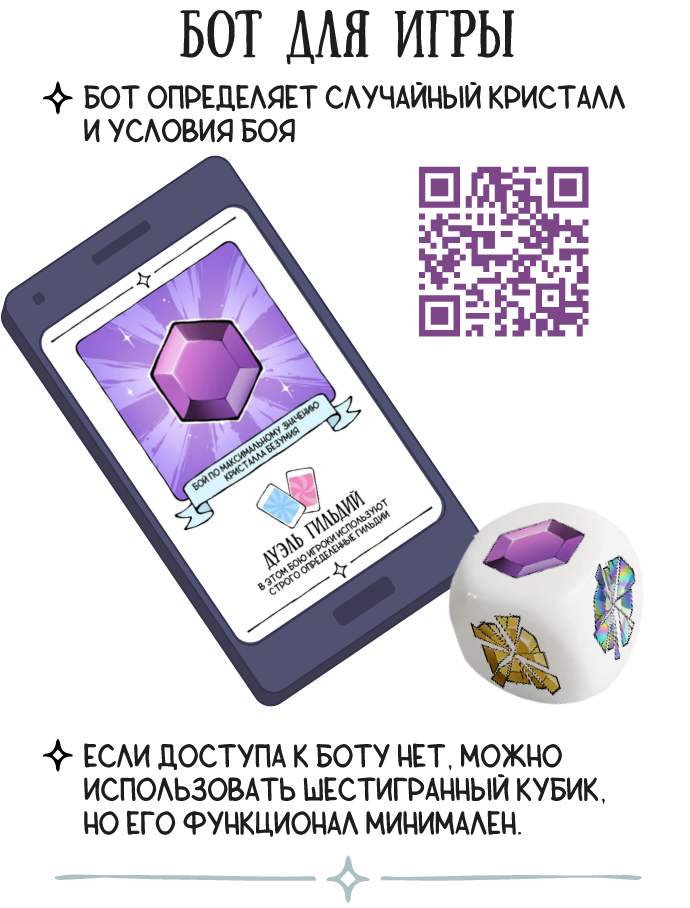 БОТ ДЛЯ ИГРЫ
БОТ ОПРЕДЕЛЯЕТ СЛУЧАЙНЫЙ КРИСТАЛЛ
И УСЛОВИЯ БОЯ
БОЙ ПО МАКСИМАЛЬНОМУ ЗНАЧЕНИЮ
КРИСТАЛЛА БЕЗУМИЯ
ДУЭЛЬ ГИЛЬДИЙ
В ЭТОМ БОЮ ИГРОКИ ИСПОЛЬЗУЮТ
СТРОГО ОПРЕДЕЛЕННЫЕ ГИЛЬДИИ
ЕСЛИ ДОСТУПА К БОТУ НЕТ, МОЖНО
ИСПОЛЬЗОВАТЬ ШЕСТИГРАННЫЙ КУБИК,
НО ЕГО ФУНКЦИОНАЛ МИНИМАЛЕН.